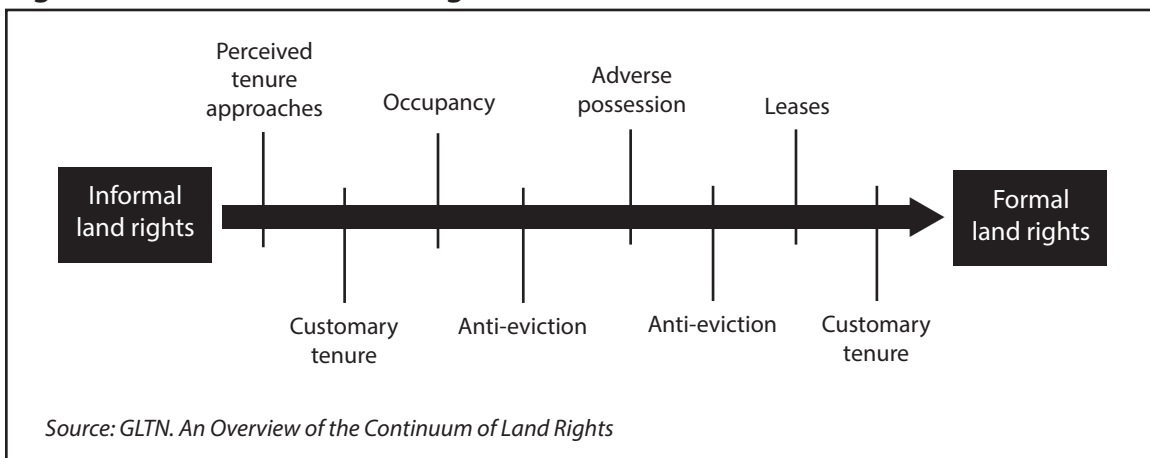 Perceived
tenure
approaches
Occupancy
Adverse
possession
Leases
Informal
land rights
Formal
land rights
Customary
tenure
Anti-eviction
Anti-eviction
Customary
tenure
Source: GLTN. An Overview of the Continuum of Land Rights